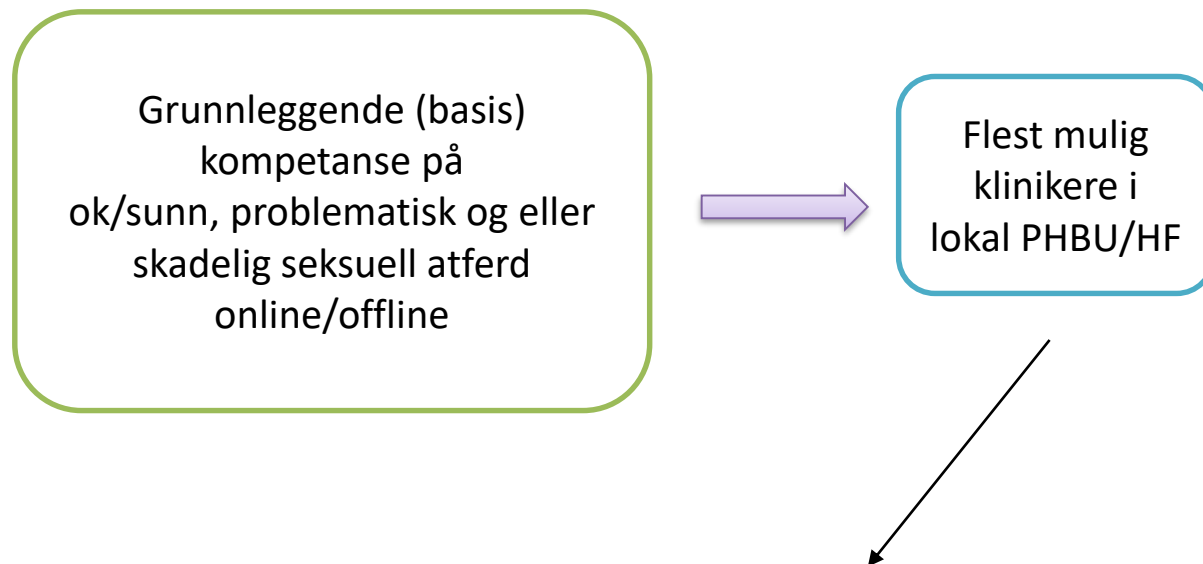 Grunnleggende (basis)
kompetanse på
ok/sunn, problematisk og eller
skadelig seksuell atferd
online/offline
Flest mulig
klinikere i
lokal PHBU/HF